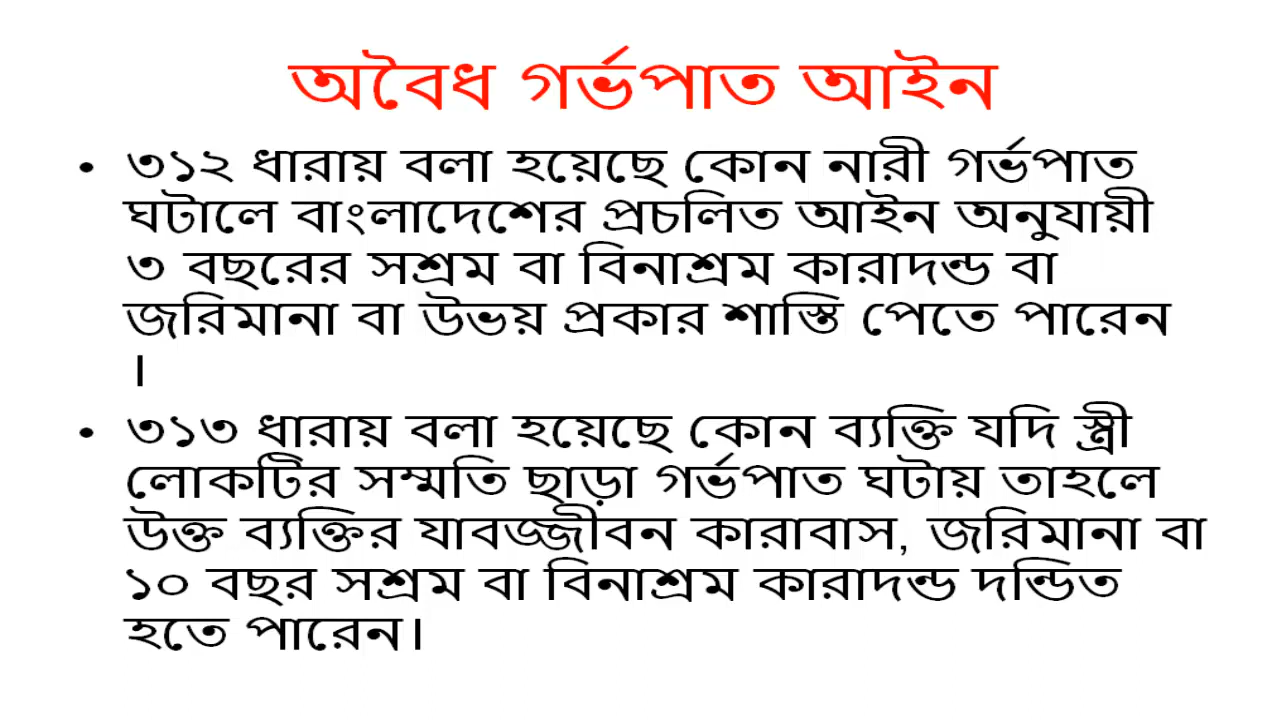 অবৈধ গর্ভপাত আইন
• ৩১২ ধারায় বলা হয়েছে কোন নারী গর্ভপাত
ঘটালে বাংলাদেশের প্রচলিত আইন অনুযায়ী
৩ বছরের সশ্রম বা বিনাশ্রম কারাদন্ড বা
জরিমানা বা উভয় প্রকার শাস্তি পেতে পারেন
।
• ৩১৩ ধারায় বলা হয়েছে কোন ব্যক্তি যদি স্ত্রী
লোকটির সম্মতি ছাড়া গর্ভপাত ঘটায় তাহলে
উক্ত ব্যক্তির যাবজ্জীবন কারাবাস, জরিমানা বা
১০ বছর সশ্রম বা বিনাশ্রম কারাদন্ড দন্ডিত
হতে পারেন।